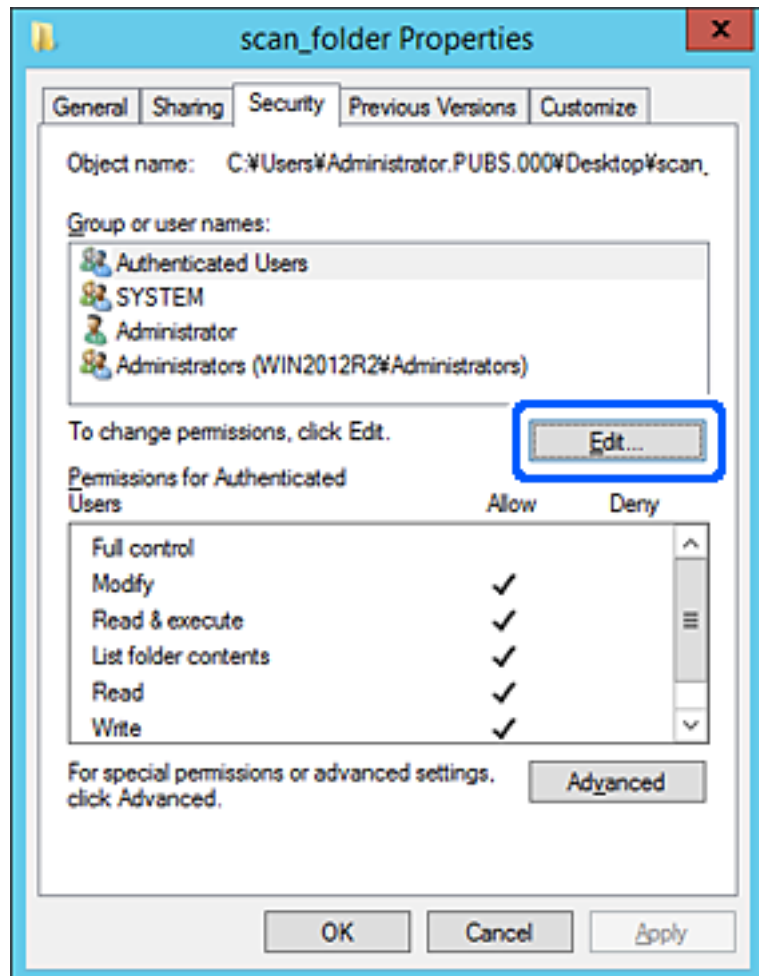 scan_folder Properties
x
General Sharing Security Previous Versions Customize
Object name: C:¥Users¥Administrator.PUBS.000¥Desktop¥scan_
Group or user names:
Authenticated Users
SYSTEM
Administrator
Administrators (WIN2012R2¥Administrators)
To change permissions, click Edit.
Edit...
Permissions for Authenticated
Users Allow Deny
Full control
Modify
Read & execute
List folder contents
Read
Write
For special permissions or advanced settings,
click Advanced.
Advanced
OK Cancel Apply